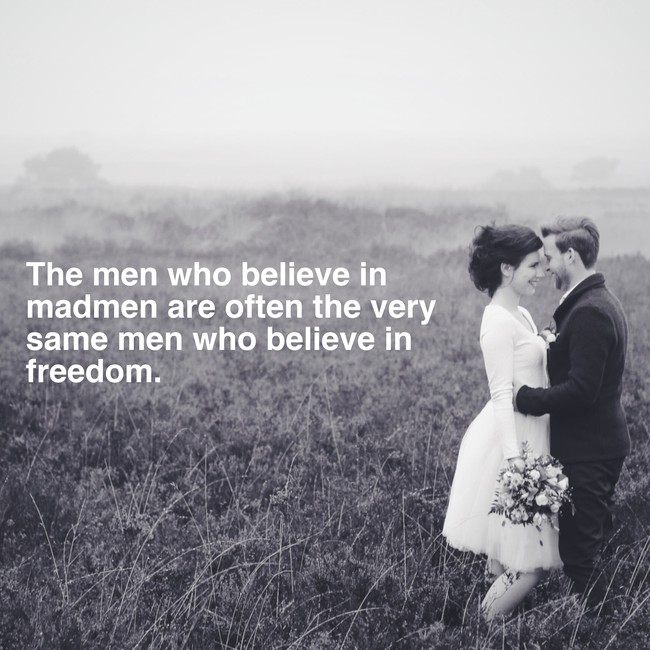 The men who believe in
madmen are often the very
same men who believe in
freedom.